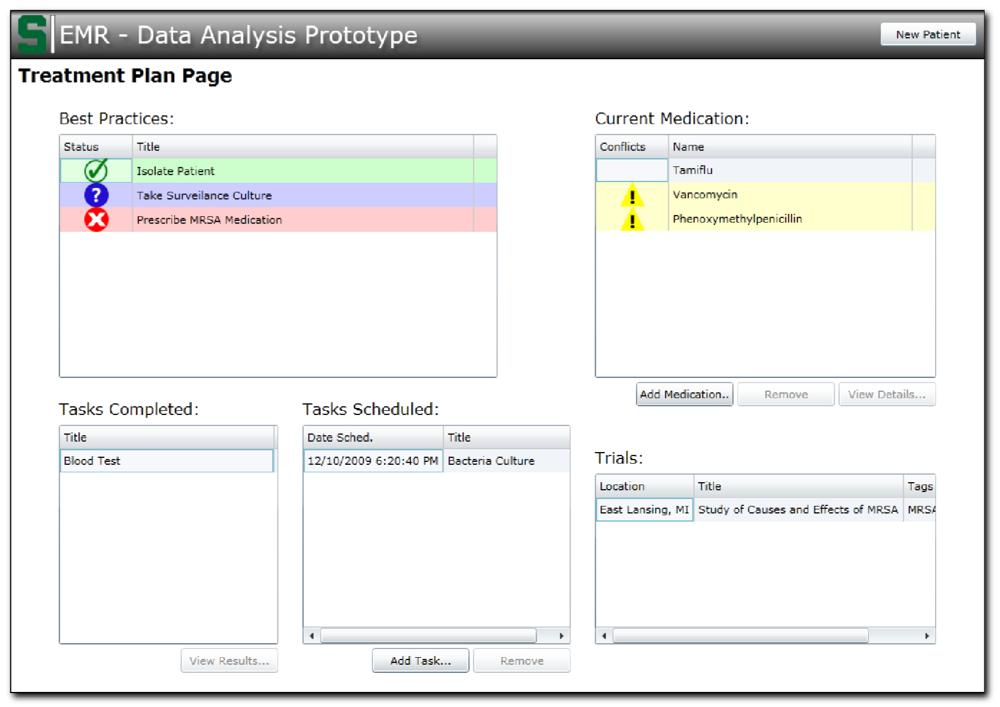 S EMR - Data Analysis Prototype
New Patient
Treatment Plan Page
Best Practices:
Status Title
Isolate Patient
? Take Surveilance Culture
Prescribe MRSA Medication
Current Medication:
Conflicts Name
Tamiflu
! Vancomycin
! Phenoxymethylpenicillin
Add Medication.. Remove View Details...
Tasks Completed:
Title
Blood Test
View Results...
Tasks Scheduled:
Date Sched. Title
12/10/2009 6:20:40 PM Bacteria Culture
Add Task... Remove
Trials:
Location Title Tags
East Lansing, MI Study of Causes and Effects of MRSA MRSA